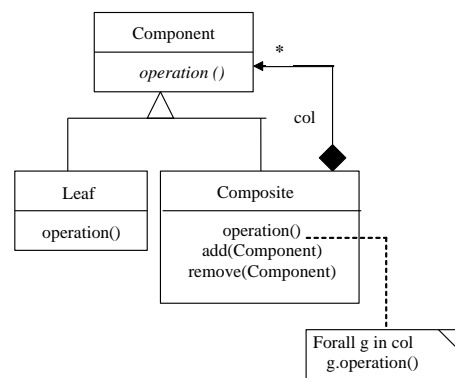 Component
*
operation ()
col
Leaf
Composite
operation()
operation()
add(Component)
remove(Component)
Forall g in col
g.operation()